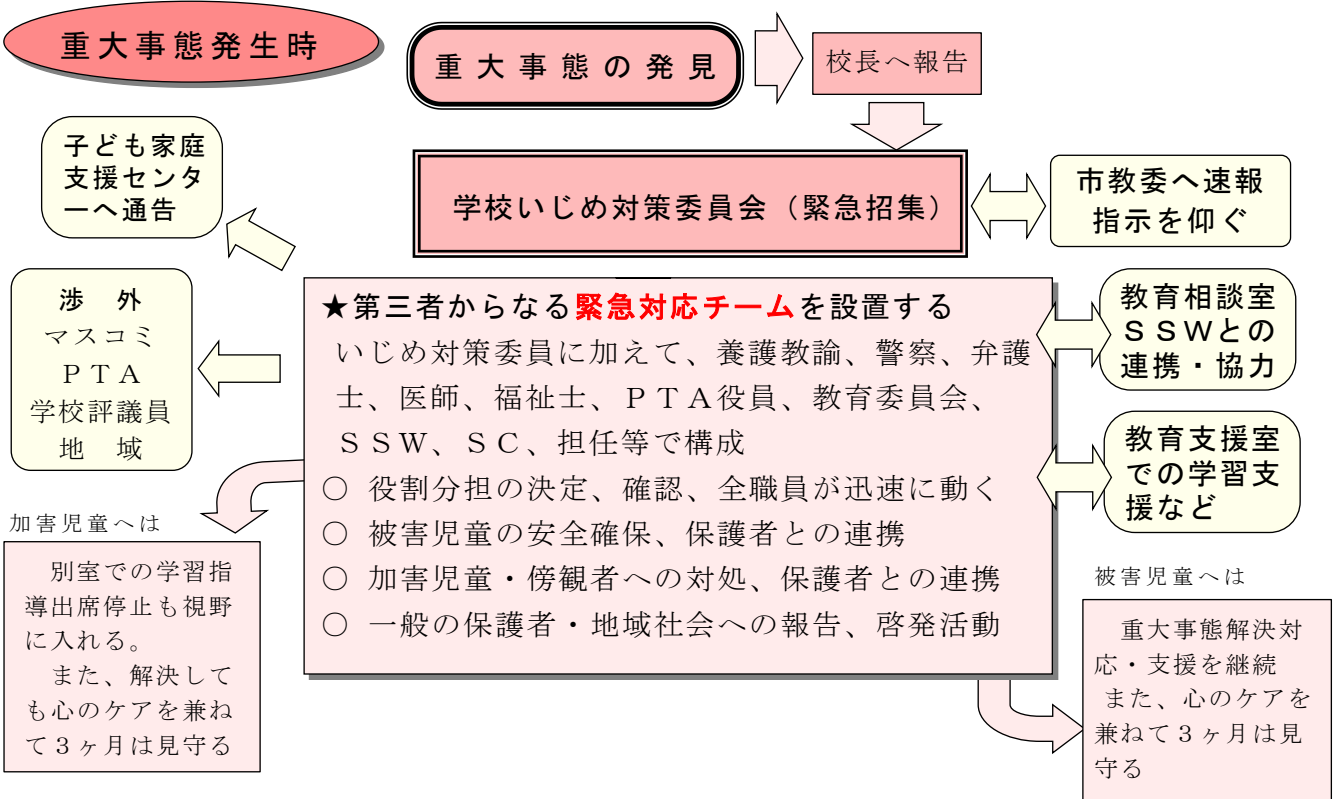 重大事態発生時
重大事態の発見
校長へ報告
学校いじめ対策委員会（緊急招集）
市教委へ速報
指示を仰ぐ
子ども家庭
支援センタ
ーへ通告
渉　外
マスコミ
ＰＴＡ
学校評議員
地　域
★第三者からなる緊急対応チームを設置する
いじめ対策委員に加えて、養護教諭、警察、弁護
士、医師、福祉士、ＰＴＡ役員、教育委員会、
ＳＳＷ、ＳＣ、担任等で構成
○ 役割分担の決定、確認、全職員が迅速に動く
○ 被害児童の安全確保、保護者との連携
○ 加害児童・傍観者への対処、保護者との連携
○ 一般の保護者・地域社会への報告、啓発活動
教育相談室
ＳＳＷとの
連携・協力
教育支援室
での学習支
援など
加害児童へは
別室での学習指
導出席停止も視野
に入れる。
また、解決して
も心のケアを兼ね
て３ヶ月は見守る
被害児童へは
重大事態解決対
応・支援を継続
また、心のケアを
兼ねて３ヶ月は見
守る